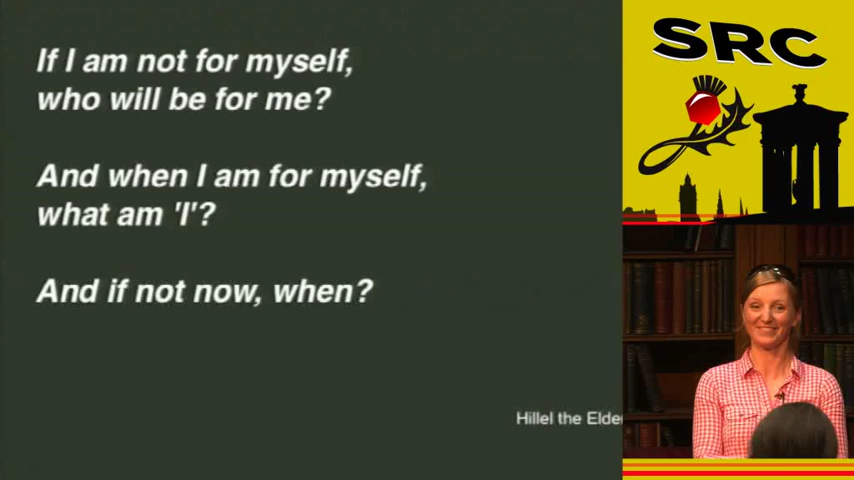 If I am not for myself,
who will be for me?
And when I am for myself,
what am 'I'?
And if not now, when?
Hillel the Elde
SRC